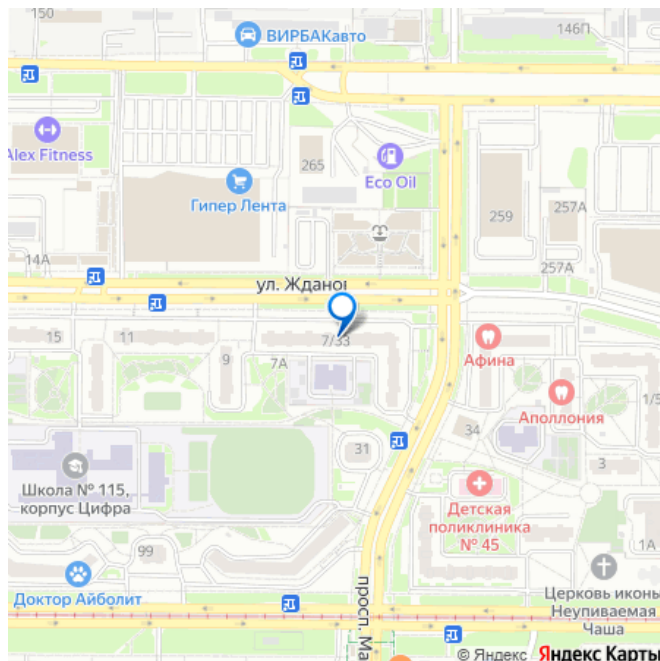 146П
ВИРБАКавто
Alex Fitness
265
Eco Oil
Гипер Лента
257А
259
14А
257А
ул. Жданов
15
11
7/33
9
7А
Афина
Аполлония
1/5
34
31
3
Школа № 115,
корпус Цифра
Детская
поликлиника
№ 45
99
1А
Доктор Айболит
Церковь иконы
Неупиваемая
Чаша
просп. Ма
© Яндекс Яндекс Карты